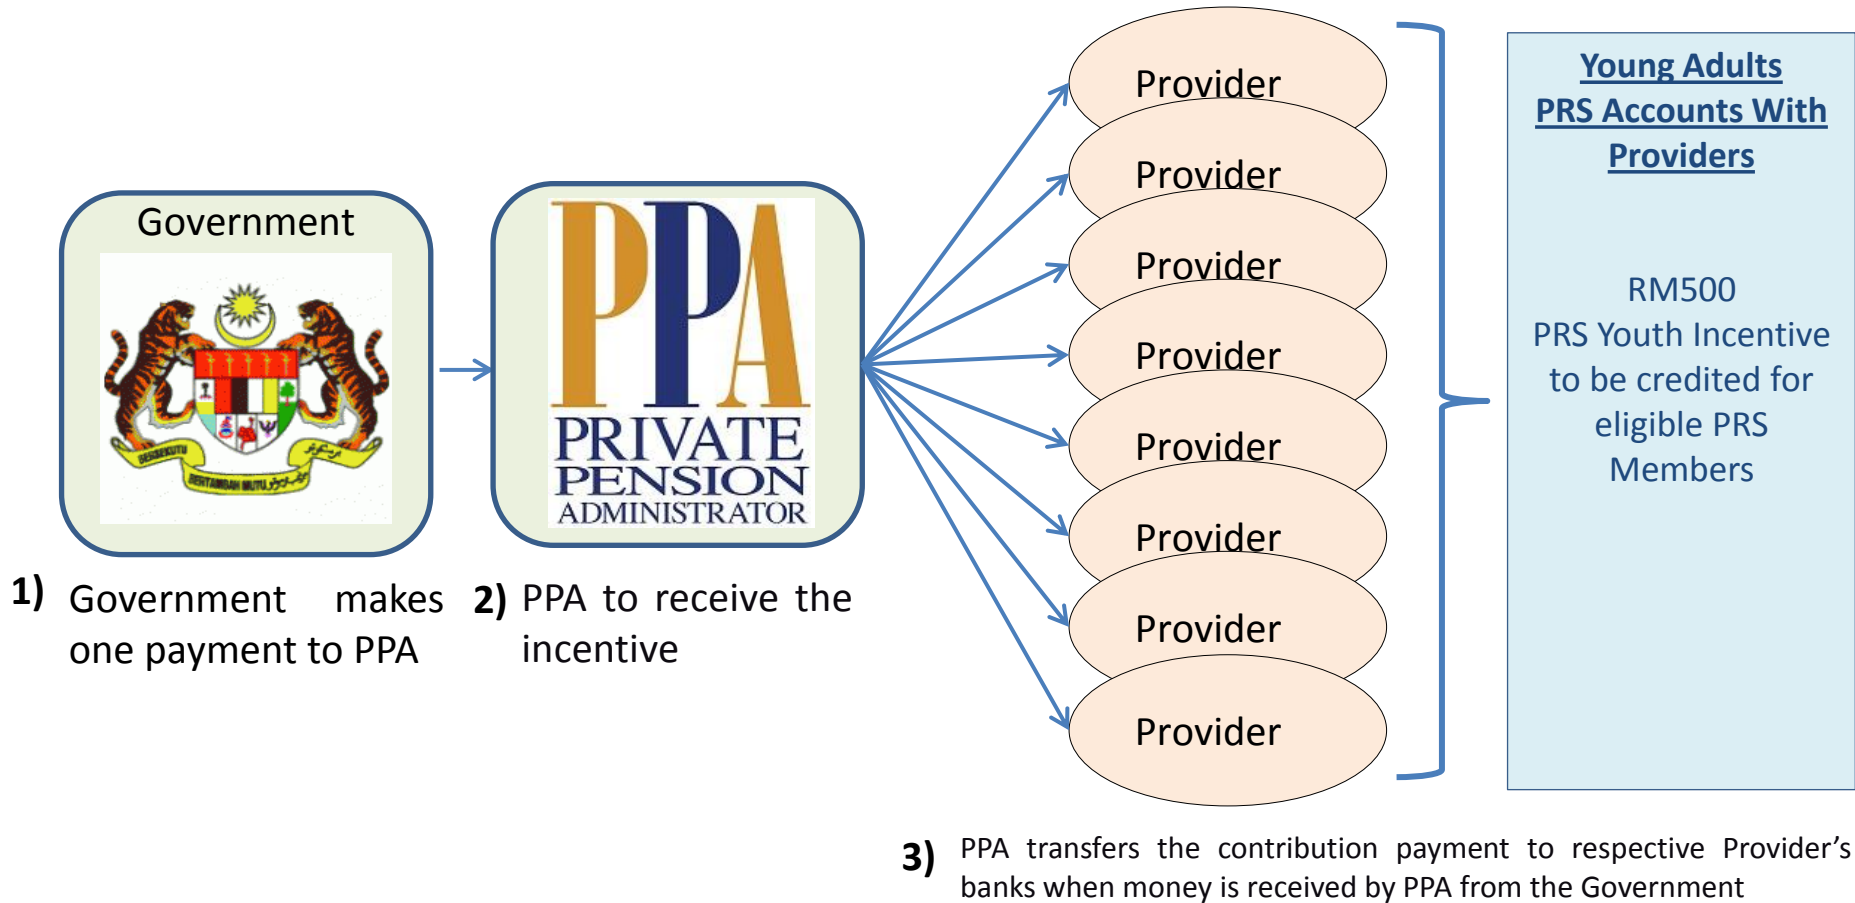 Government
BERSEKUTU
BERTAMBAH MUTU
PPA
PRIVATE
PENSION
ADMINISTRATOR
1) Government makes
one payment to PPA
2) PPA to receive the
incentive
Provider
Provider
Provider
Provider
Provider
Provider
Provider
Provider
Young Adults
PRS Accounts With
Providers
RM500
PRS Youth Incentive
to be credited for
eligible PRS
Members
3) PPA transfers the contribution payment to respective Provider’s
banks when money is received by PPA from the Government